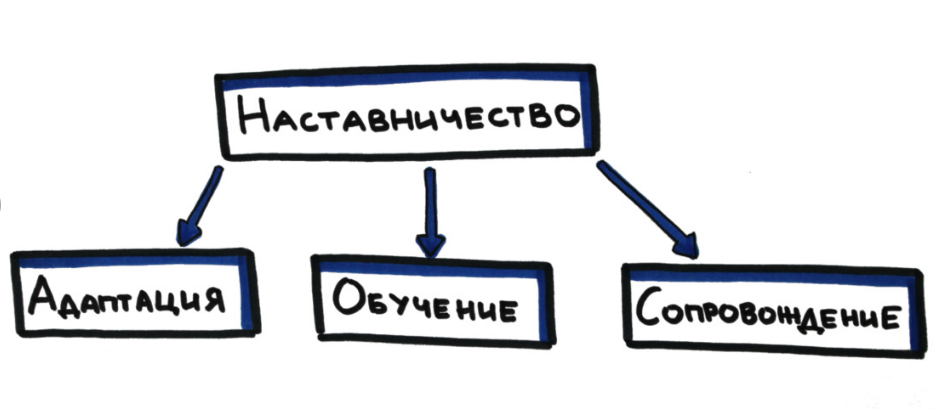 Наставничество
Адаптация
Обучение
Сопровождение